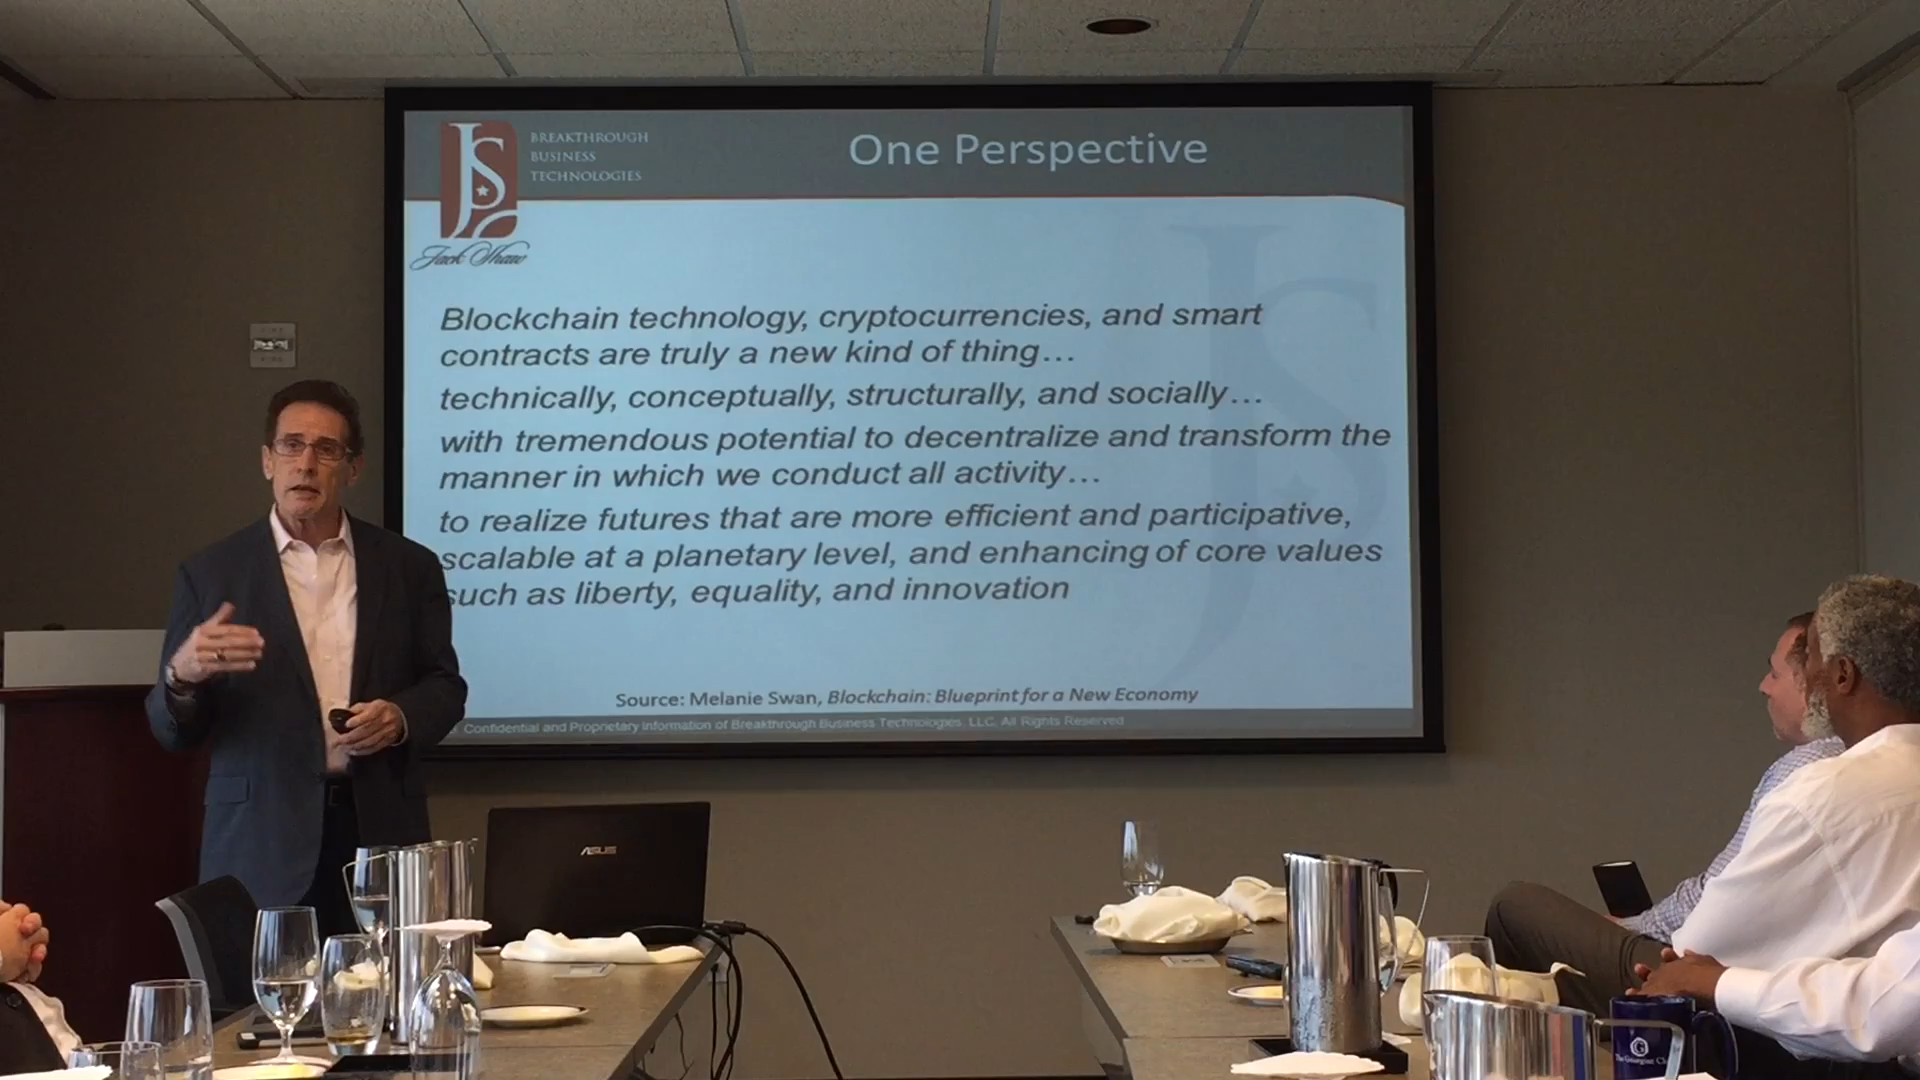 BREAKTHROUGH
BUSINESS
TECHNOLOGIES
JS
Jack Shaw
One Perspective
Blockchain technology, cryptocurrencies, and smart
contracts are truly a new kind of thing…
technically, conceptually, structurally, and socially…
with tremendous potential to decentralize and transform the
manner in which we conduct all activity…
to realize futures that are more efficient and participative,
scalable at a planetary level, and enhancing of core values
such as liberty, equality, and innovation
Source: Melanie Swan, Blockchain: Blueprint for a New Economy
Confidential and Proprietary Information of Breakthrough Business Technologies, LLC. All Rights Reserved
ASUS
G
The Georgian